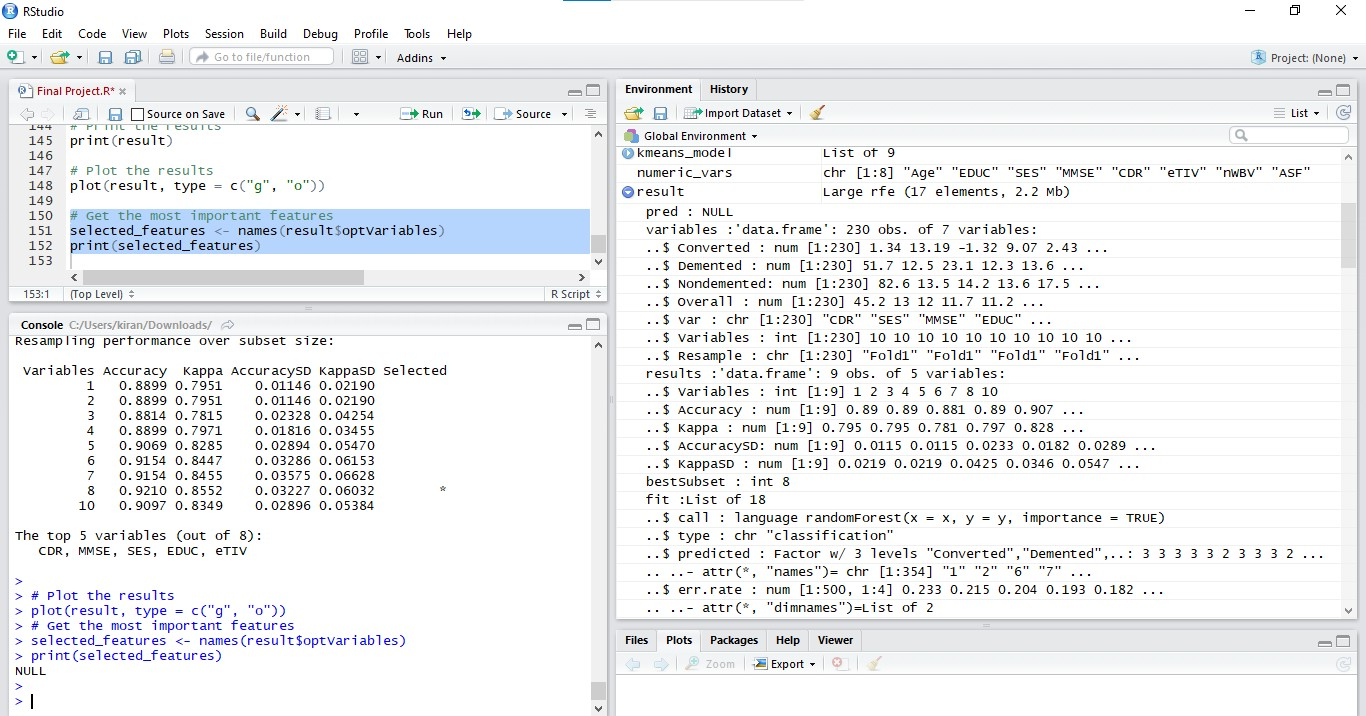 RStudio
File Edit Code View Plots Session Build Debug Profile Tools Help
Go to file/function Addins Project: (None)
Final Project.R*
Source on Save Run Source
144 # Print the results
145 print(result)
146
147 # Plot the results
148 plot(result, type = c("g", "o"))
149
150 # Get the most important features
151 selected_features <- names(result$optVariables)
152 print(selected_features)
153
153:1 (Top Level) R Script
Console C:/Users/kiran/Downloads/
Resampling performance over subset size:
Variables Accuracy Kappa AccuracySD KappaSD Selected
1 0.8899 0.7951 0.01146 0.02190
2 0.8899 0.7951 0.01146 0.02190
3 0.8814 0.7815 0.02328 0.04254
4 0.8899 0.7971 0.01816 0.03455
5 0.9069 0.8285 0.02894 0.05470
6 0.9154 0.8447 0.03286 0.06153
7 0.9154 0.8455 0.03575 0.06628
8 0.9210 0.8552 0.03227 0.06032 *
10 0.9097 0.8349 0.02896 0.05384
The top 5 variables (out of 8):
CDR, MMSE, SES, EDUC, eTIV
>
> # Plot the results
> plot(result, type = c("g", "o"))
> # Get the most important features
> selected_features <- names(result$optVariables)
> print(selected_features)
NULL
>
>
Environment History
Import Dataset List
Global Environment
kmeans_model List of 9
numeric_vars chr [1:8] "Age" "EDUC" "SES" "MMSE" "CDR" "eTIV" "nWBV" "ASF"
result Large rfe (17 elements, 2.2 Mb)
pred : NULL
variables :'data.frame': 230 obs. of 7 variables:
..$ Converted : num [1:230] 1.34 13.19 -1.32 9.07 2.43 ...
..$ Demented : num [1:230] 51.7 12.5 23.1 12.3 13.6 ...
..$ Nondemented: num [1:230] 82.6 13.5 14.2 13.6 17.5 ...
..$ Overall : num [1:230] 45.2 13 12 11.7 11.2 ...
..$ var : chr [1:230] "CDR" "SES" "MMSE" "EDUC" ...
..$ Variables : int [1:230] 10 10 10 10 10 10 10 10 10 10 ...
..$ Resample : chr [1:230] "Fold1" "Fold1" "Fold1" "Fold1" ...
results :'data.frame': 9 obs. of 5 variables:
..$ Variables : int [1:9] 1 2 3 4 5 6 7 8 10
..$ Accuracy : num [1:9] 0.89 0.89 0.881 0.89 0.907 ...
..$ Kappa : num [1:9] 0.795 0.795 0.781 0.797 0.828 ...
..$ AccuracySD: num [1:9] 0.0115 0.0115 0.0233 0.0182 0.0289 ...
..$ KappaSD : num [1:9] 0.0219 0.0219 0.0425 0.0346 0.0547 ...
bestSubset : int 8
fit :List of 18
..$ call : language randomForest(x = x, y = y, importance = TRUE)
..$ type : chr "classification"
..$ predicted : Factor w/ 3 levels "Converted","Demented",..: 3 3 3 3 3 2 3 3 3 2 ...
.. ..- attr(*, "names")= chr [1:354] "1" "2" "6" "7" ...
..$ err.rate : num [1:500, 1:4] 0.233 0.215 0.204 0.193 0.182 ...
.. ..- attr(*, "dimnames")=List of 2
Files Plots Packages Help Viewer
Zoom Export